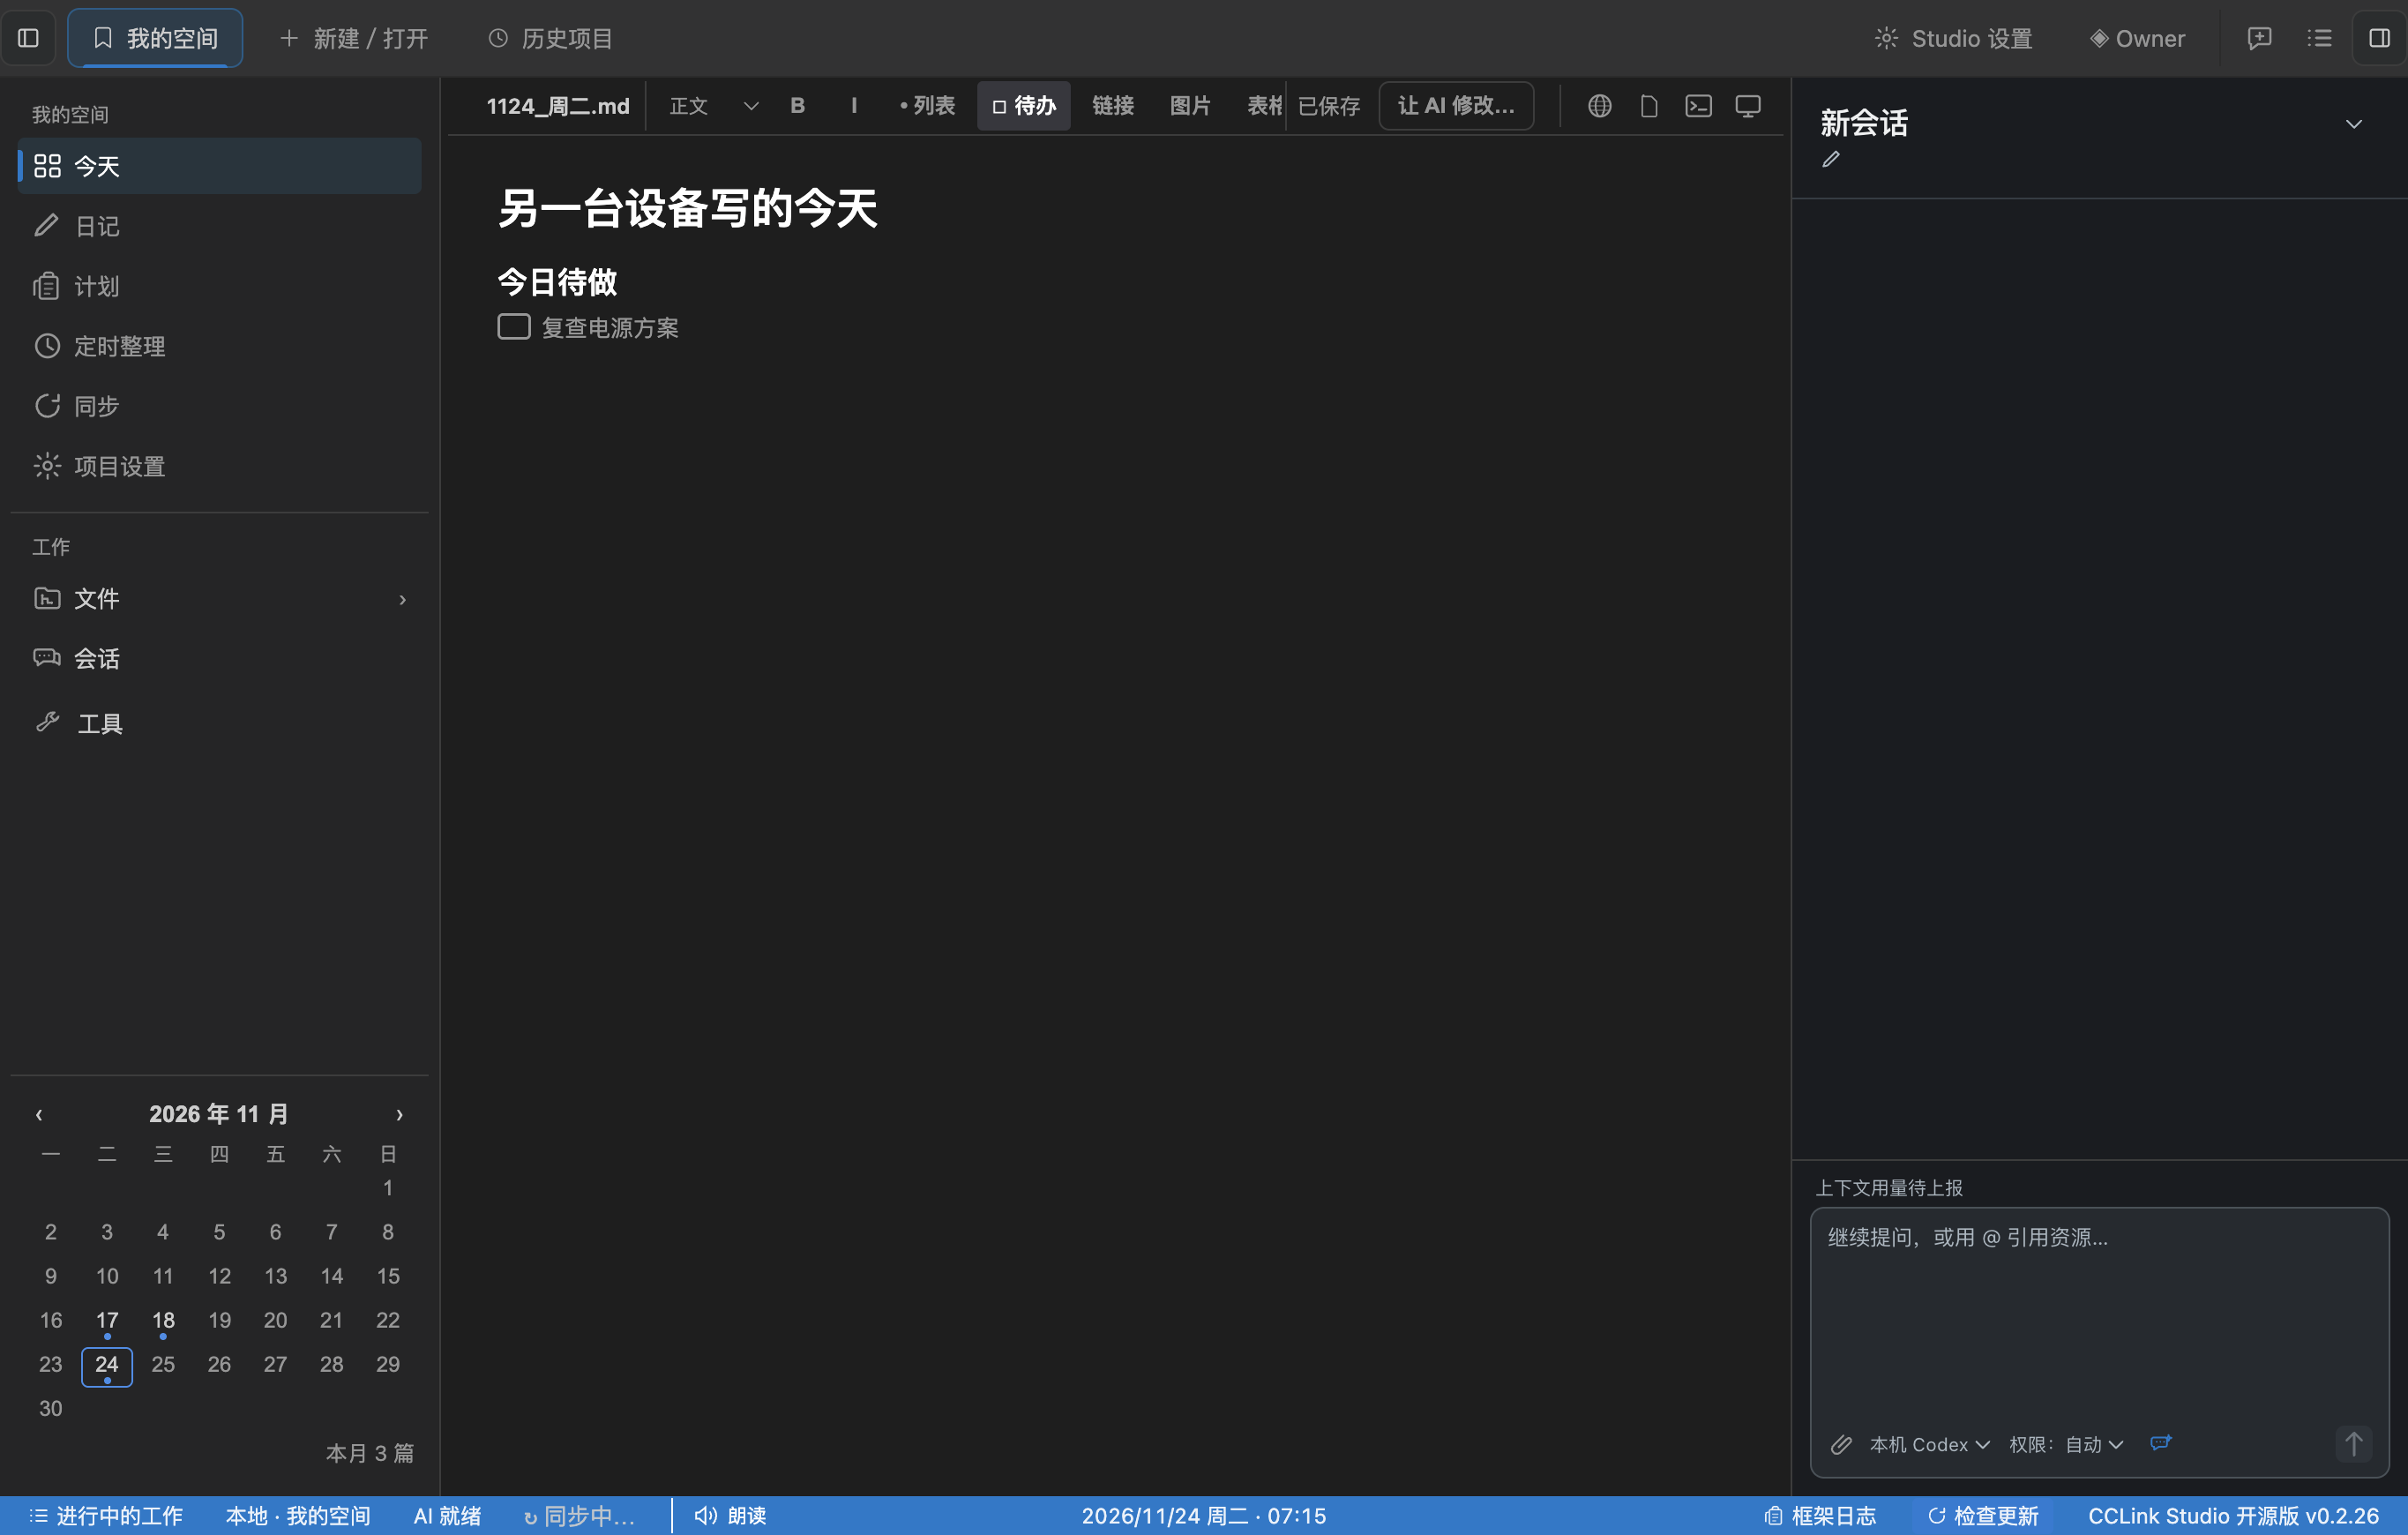 我的空间
新建 / 打开
历史项目
Studio 设置
Owner
我的空间
今天
日记
计划
定时整理
同步
项目设置
工作
文件
会话
工具
2026 年 11 月
一 二 三 四 五 六 日
1
2 3 4 5 6 7 8
9 10 11 12 13 14 15
16 17 18 19 20 21 22
23 24 25 26 27 28 29
30
本月 3 篇
1124_周二.md 正文 B I • 列表 待办 链接 图片 表格 已保存 让 AI 修改...
另一台设备写的今天
今日待做
复查电源方案
新会话
上下文用量待上报
继续提问，或用 @ 引用资源...
本机 Codex 权限：自动
进行中的工作 本地 · 我的空间 AI 就绪 同步中... 朗读 2026/11/24 周二 · 07:15 框架日志 检查更新 CCLink Studio 开源版 v0.2.26